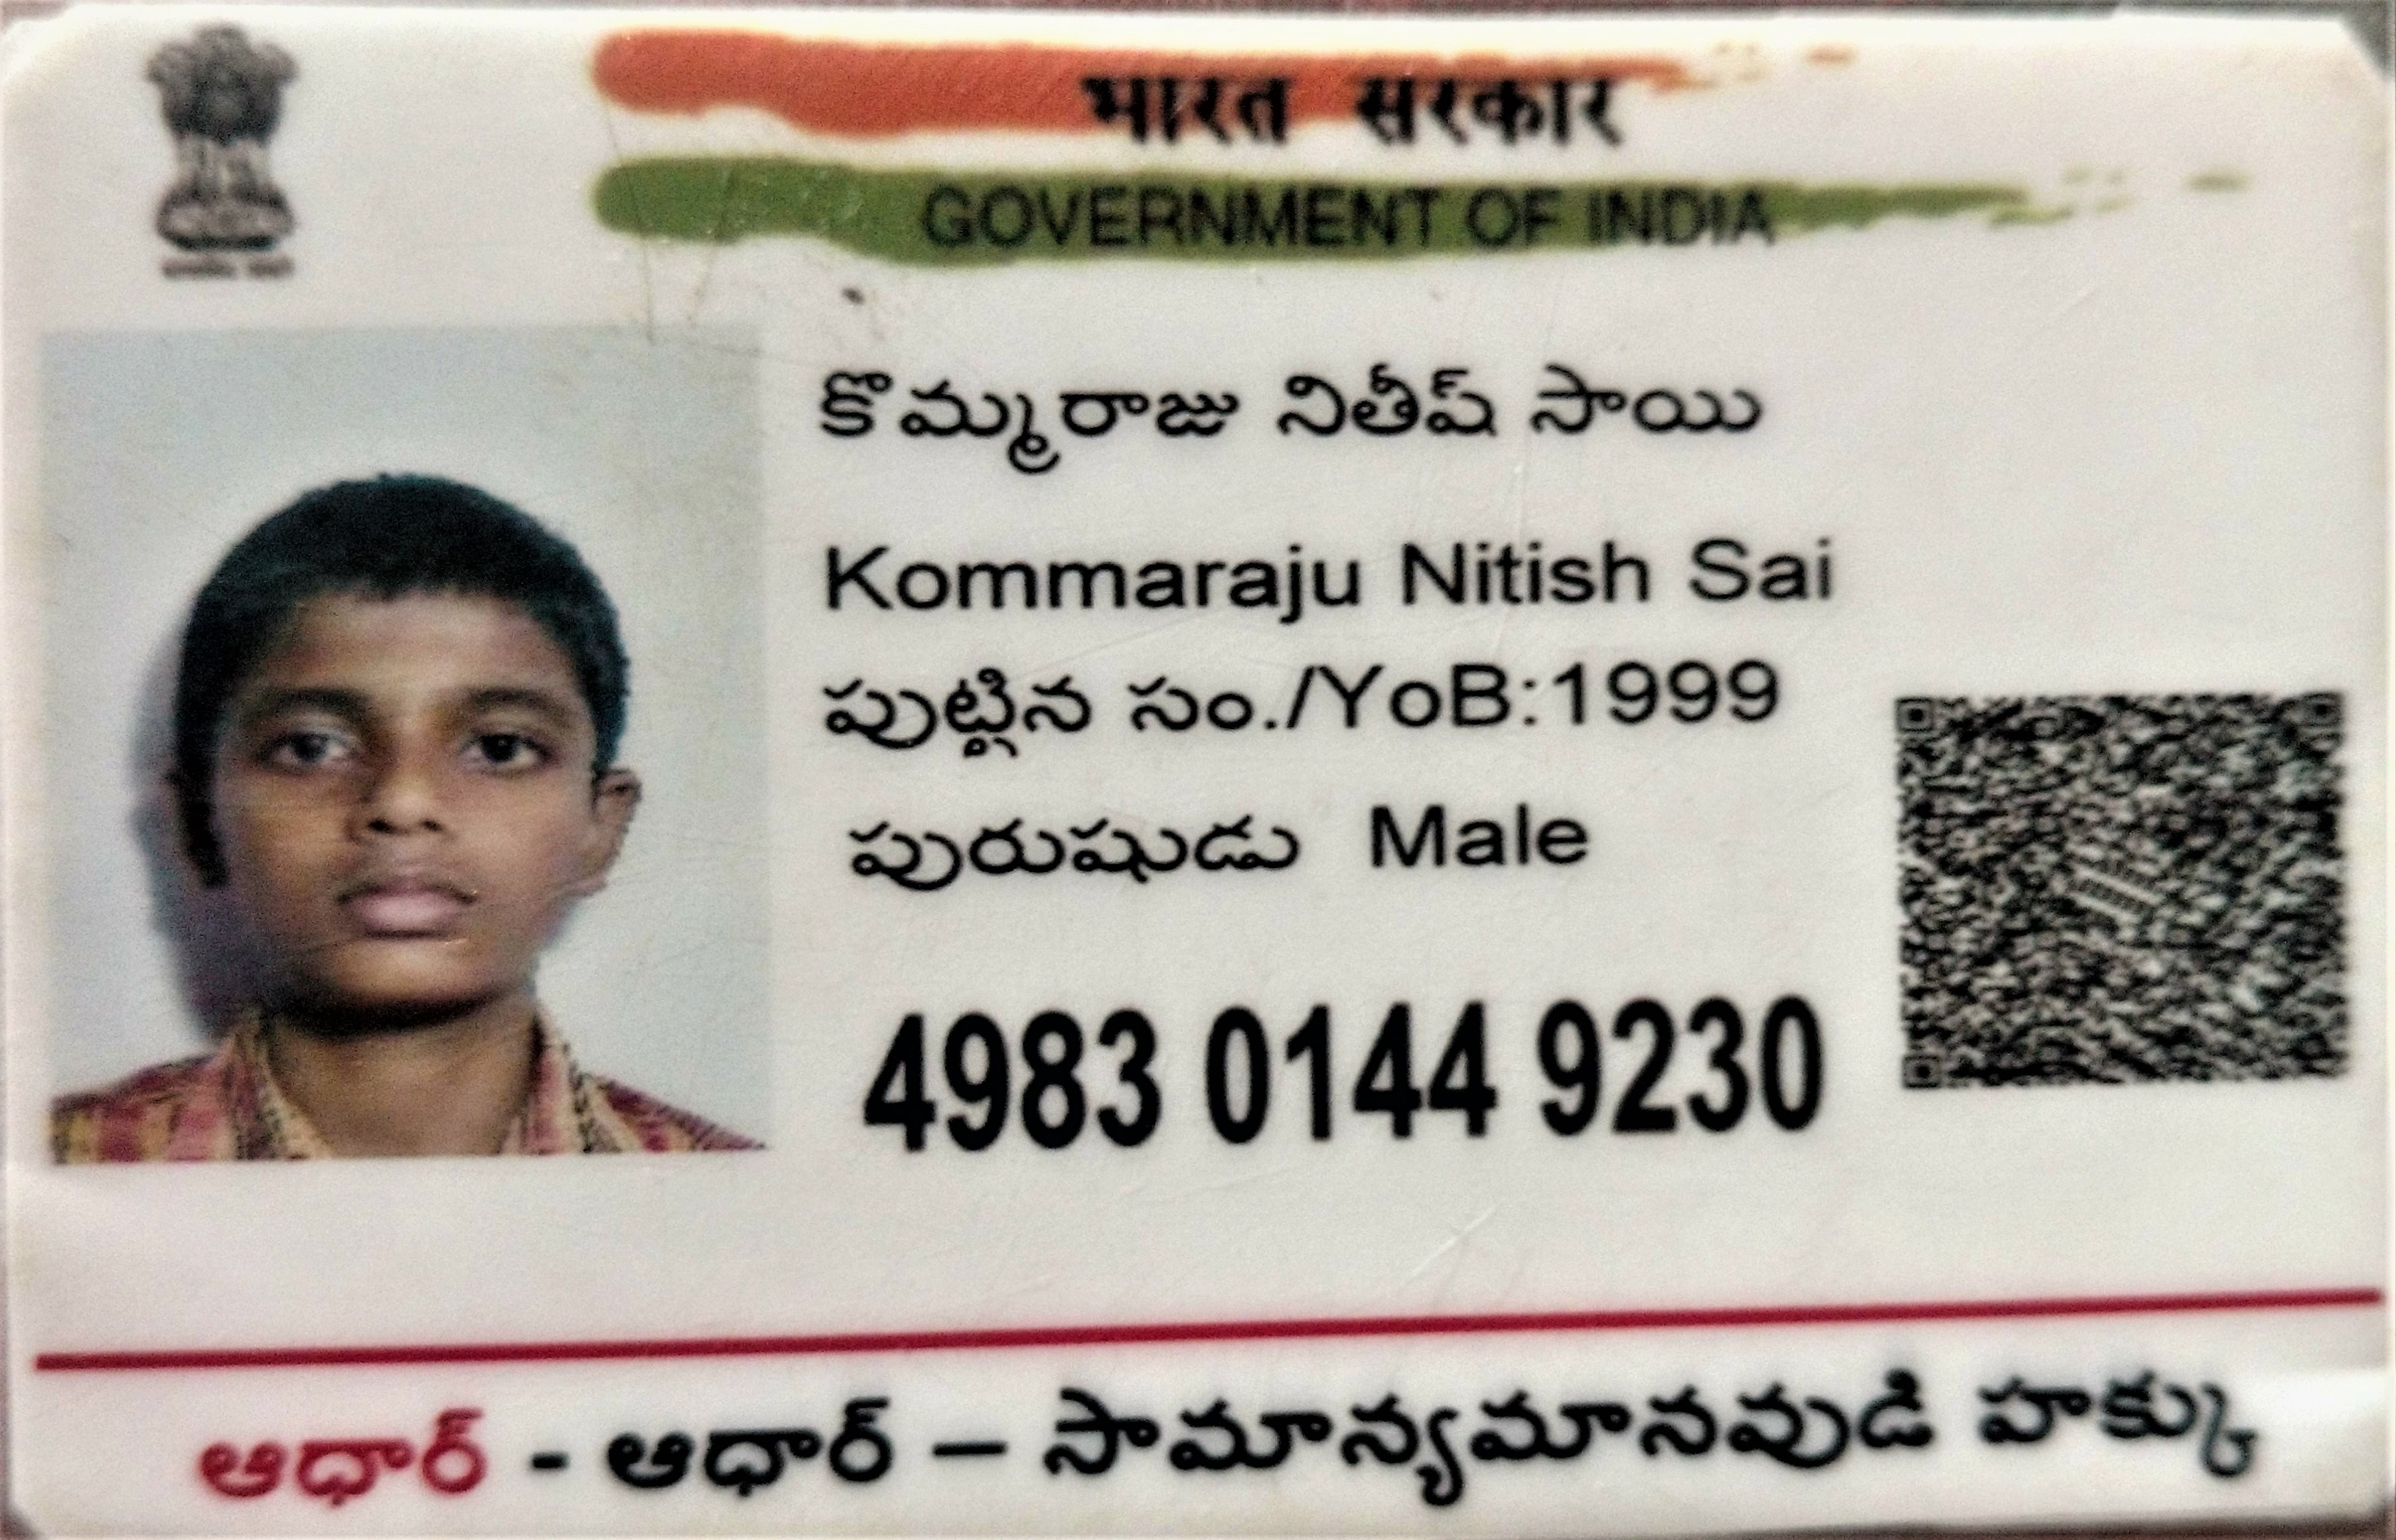 भारत सरकार
GOVERNMENT OF INDIA
కొమ్మరాజు నితీష్ సాయి
Kommaraju Nitish Sai
పుట్టిన సం./YoB:1999
పురుషుడు Male
4983 0144 9230
ఆధార్ - ఆధార్ – సామాన్యమానవుడి హక్కు